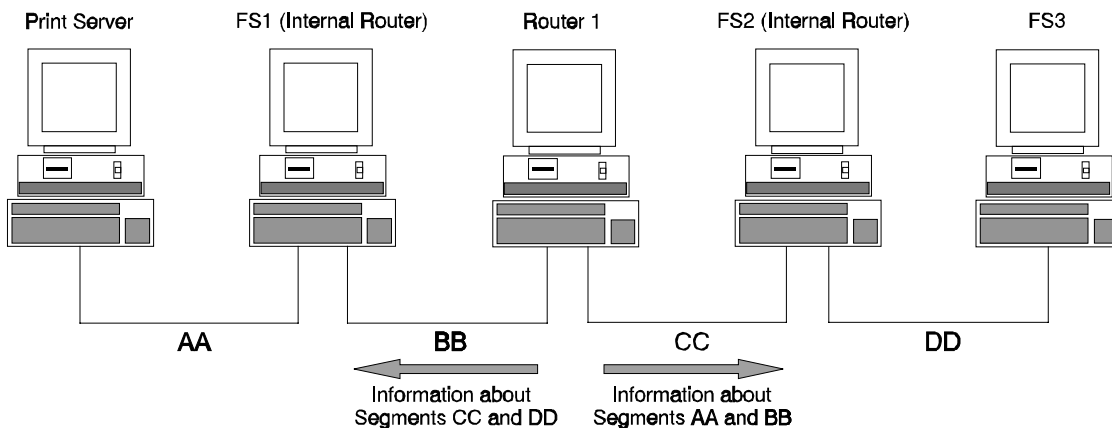 Print Server
FS1 (Internal Router)
Router 1
FS2 (Internal Router)
FS3
AA
BB
CC
DD
Information about
Segments CC and DD
Information about
Segments AA and BB